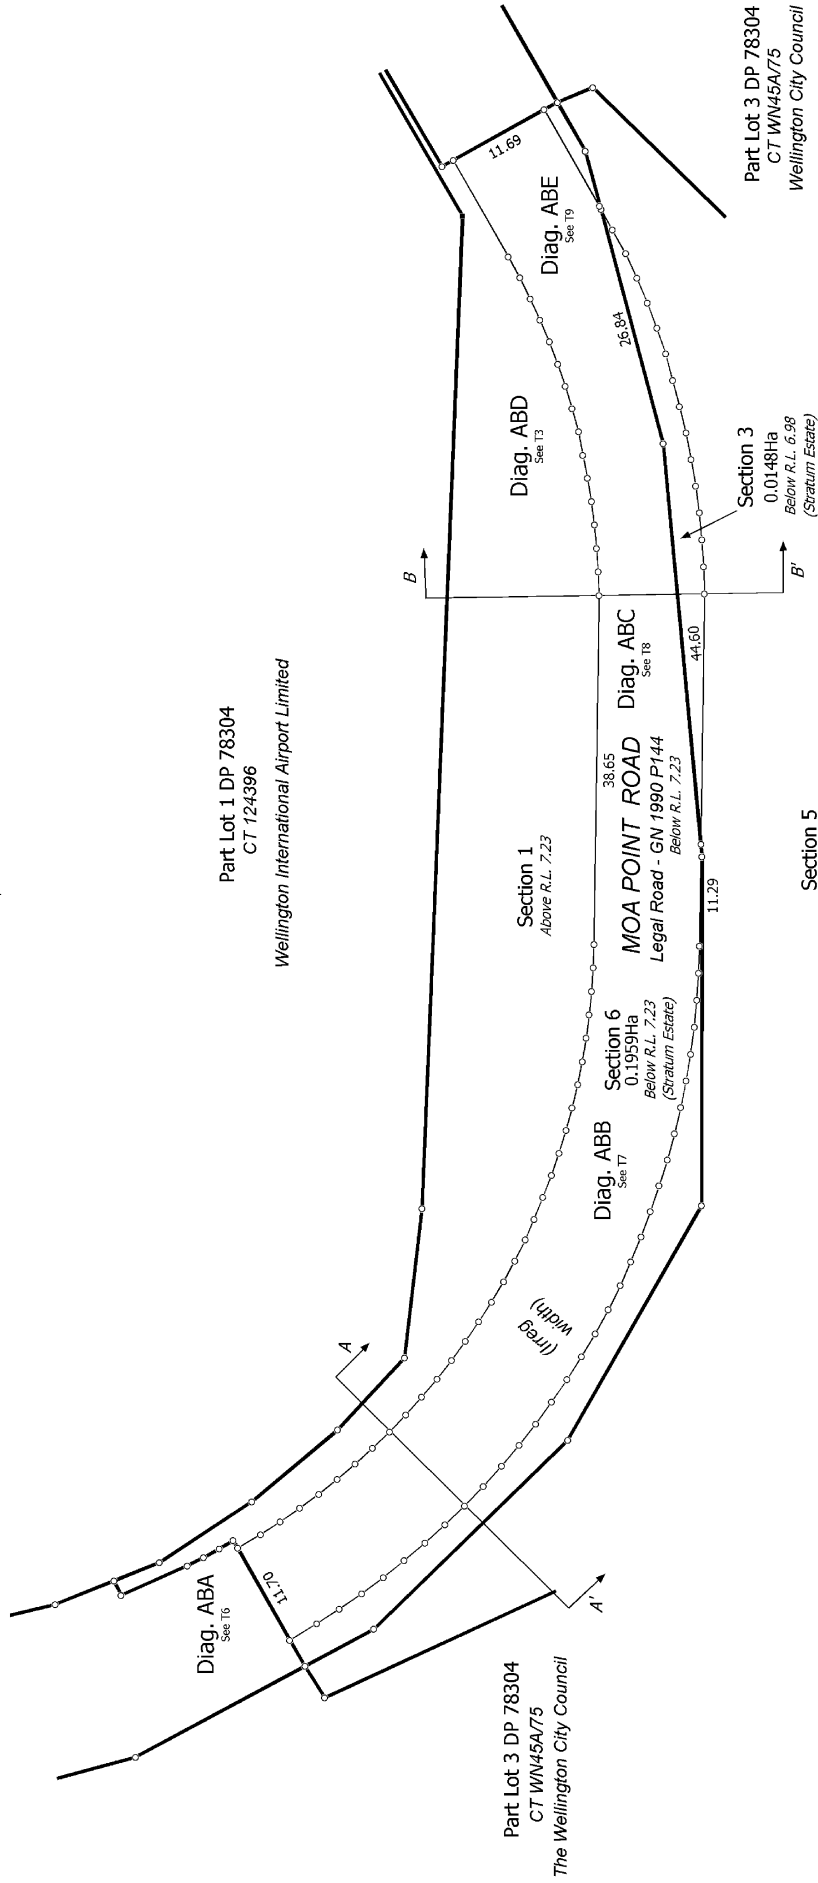 Part Lot 1 DP 78304
CT 124396
Wellington International Airport Limited
Part Lot 3 DP 78304
CT WN45A/75
Wellington City Council
11.69
Diag. ABE
See T9
26.84
Diag. ABD
See T3
Section 3
0.0148Ha
Below R.L. 6.98
(Stratum Estate)
B
B'
Diag. ABC
See T8
44.60
38.65
MOA POINT ROAD
Legal Road - GN 1990 P144
Below R.L. 7.23
Section 1
Above R.L. 7.23
11.29
Section 5
Section 6
0.1959Ha
Below R.L. 7.23
(Stratum Estate)
Diag. ABB
See T7
(Irreg
width)
A
A'
11.70
Diag. ABA
See T6
Part Lot 3 DP 78304
CT WN45A/75
The Wellington City Council